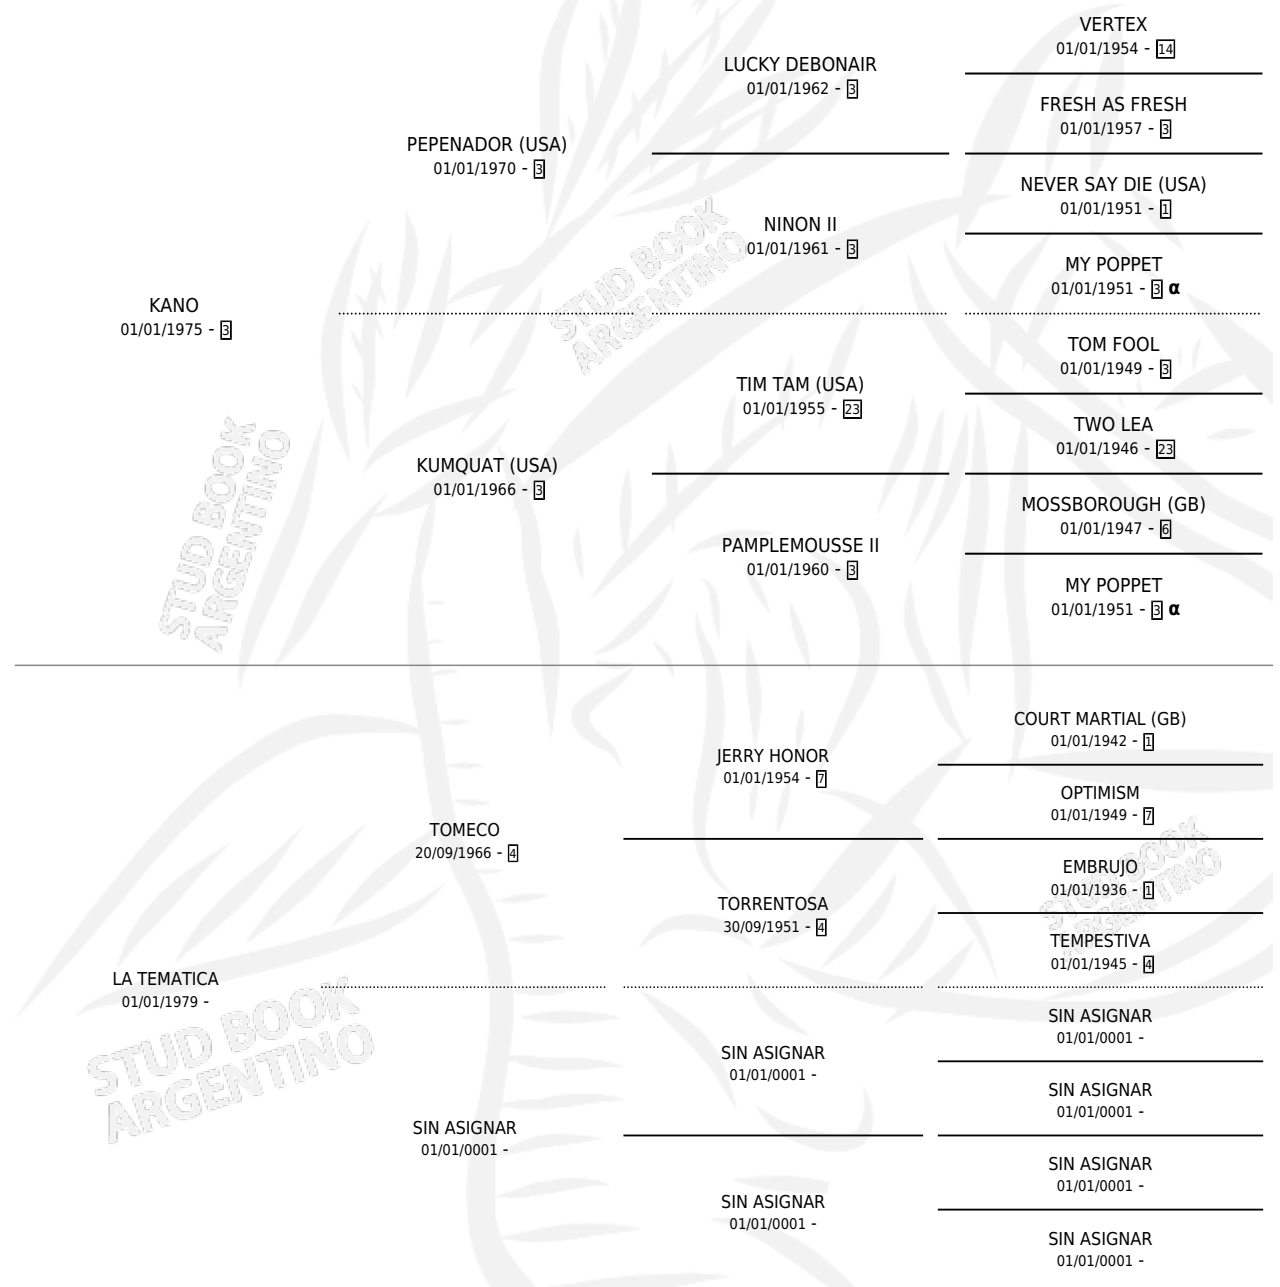 VERTEX
01/01/1954 - 14
LUCKY DEBONAIR
01/01/1962 - 3
FRESH AS FRESH
01/01/1957 - 3
PEPENADOR (USA)
01/01/1970 - 3
NEVER SAY DIE (USA)
01/01/1951 - 1
NINON II
01/01/1961 - 3
MY POPPET
01/01/1951 - 3 α
KANO
01/01/1975 - 3
TOM FOOL
01/01/1949 - 3
TIM TAM (USA)
01/01/1955 - 23
TWO LEA
01/01/1946 - 23
KUMQUAT (USA)
01/01/1966 - 3
MOSSBOROUGH (GB)
01/01/1947 - 6
PAMPLEMOUSSE II
01/01/1960 - 3
MY POPPET
01/01/1951 - 3 α
COURT MARTIAL (GB)
01/01/1942 - 1
JERRY HONOR
01/01/1954 - 7
OPTIMISM
01/01/1949 - 7
TOMECO
20/09/1966 - 4
EMBRUJO
01/01/1936 - 1
TORRENTOSA
30/09/1951 - 4
TEMPESTIVA
01/01/1945 - 4
LA TEMATICA
01/01/1979 -
SIN ASIGNAR
01/01/0001 -
SIN ASIGNAR
01/01/0001 -
SIN ASIGNAR
01/01/0001 -
SIN ASIGNAR
01/01/0001 -
SIN ASIGNAR
01/01/0001 -
SIN ASIGNAR
01/01/0001 -
SIN ASIGNAR
01/01/0001 -
STUD BOOK
ARGENTINO
STUD BOOK
ARGENTINO
STUD BOOK
ARGENTINO
STUD BOOK
ARGENTINO